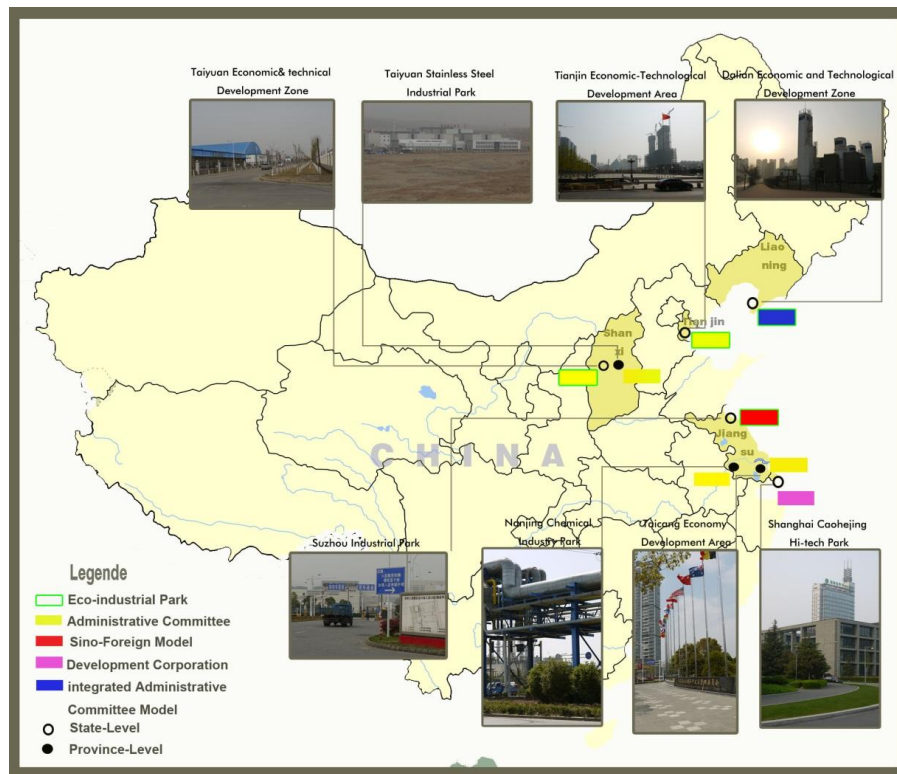 Taiyuan Economic& technical
Development Zone
Taiyuan Stainless Steel
Industrial Park
Tianjin Economic-Technological
Development Area
Dalian Economic and Technological
Development Zone
Liao
ning
Tian jin
Shan
xi
Jiang
su
CHINA
Suzhou Industrial Park
Nanjing Chemical
Industry Park
Taicang Economy
Development Area
Shanghai Caohejing
Hi-tech Park
Legende
Eco-industrial Park
Administrative Committee
Sino-Foreign Model
Development Corporation
integrated Administrative
Committee Model
State-Level
Province-Level